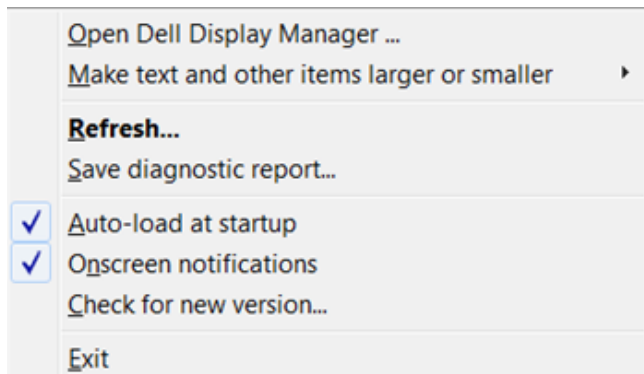 Open Dell Display Manager ...
Make text and other items larger or smaller
Refresh...
Save diagnostic report...
Auto-load at startup
Onscreen notifications
Check for new version...
Exit